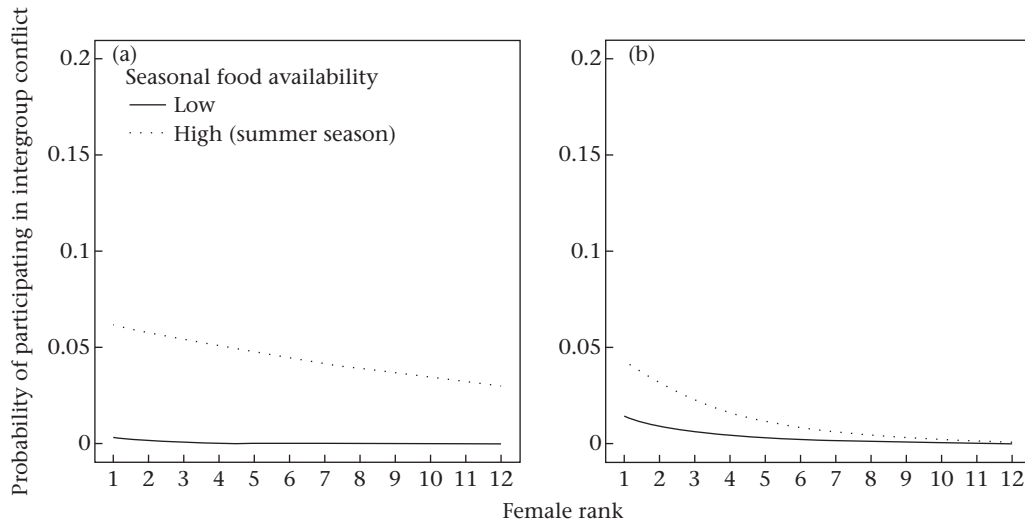 Probability of participating in intergroup conflict
(a)
Seasonal food availability
Low
High (summer season)
0.2
0.15
0.1
0.05
0
1 2 3 4 5 6 7 8 9 10 11 12
(b)
0.2
0.15
0.1
0.05
0
1 2 3 4 5 6 7 8 9 10 11 12
Female rank